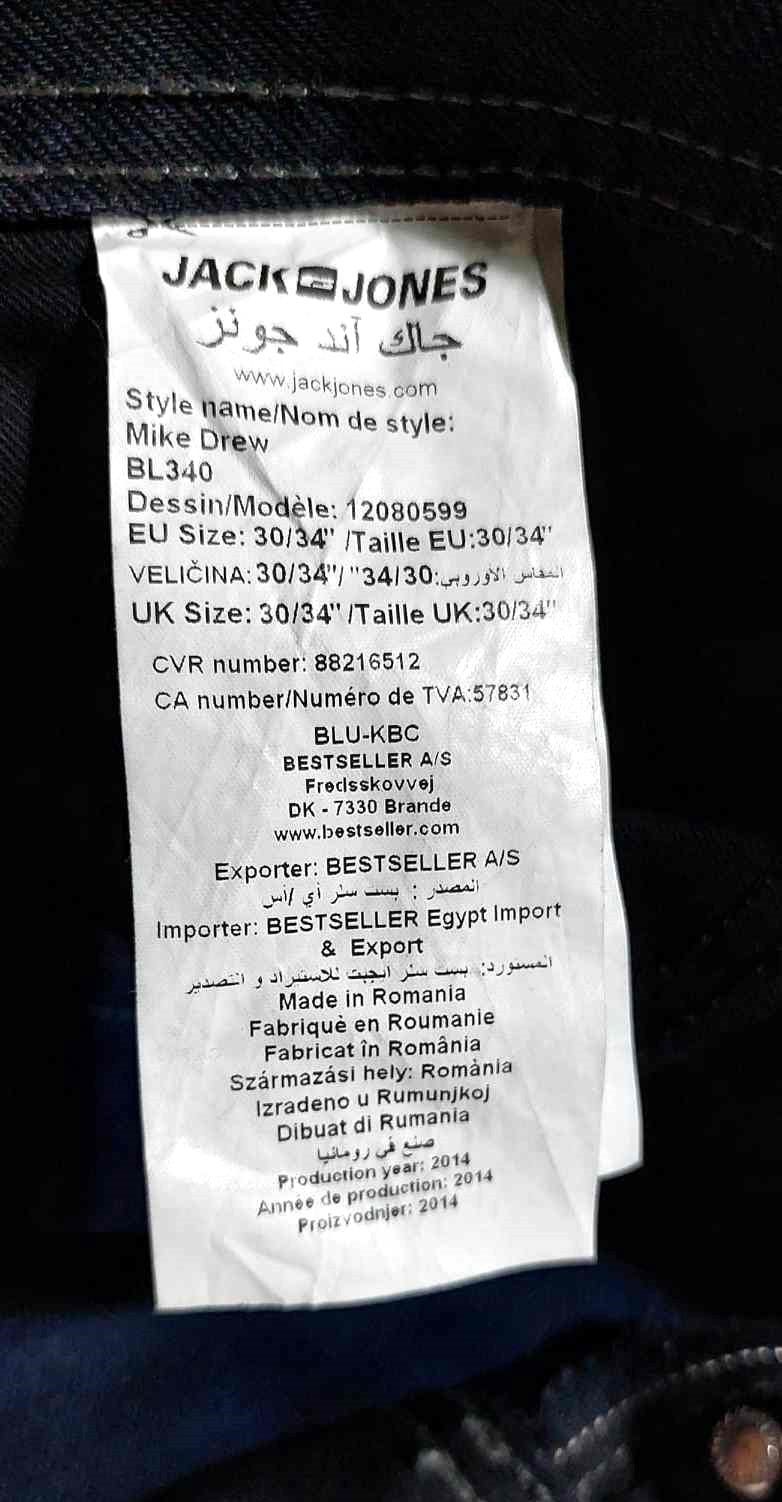 JACK JONES
جاك آند جونز
www.jackjones.com
Style name/Nom de style:
Mike Drew
BL340
Dessin/Modèle: 12080599
EU Size: 30/34" /Taille EU:30/34"
VELIČINA: 30/34"/ "34/30:المقاس الأوروبي
UK Size: 30/34" /Taille UK:30/34"
CVR number: 88216512
CA number/Numéro de TVA:57831
BLU-KBC
BESTSELLER A/S
Fredsskovvej
DK - 7330 Brande
www.bestseller.com
Exporter: BESTSELLER A/S
المصدر : بست سلر أي /أس
Importer: BESTSELLER Egypt Import
& Export
المستورد: بست سلر ايجبت للاستيراد و التصدير
Made in Romania
Fabriquè en Roumanie
Fabricat în România
Származási hely: Romània
Izradeno u Rumunjkoj
Dibuat di Rumania
صنع في رومانيا
Production year: 2014
Année de production: 2014
Proizvodnjer: 2014